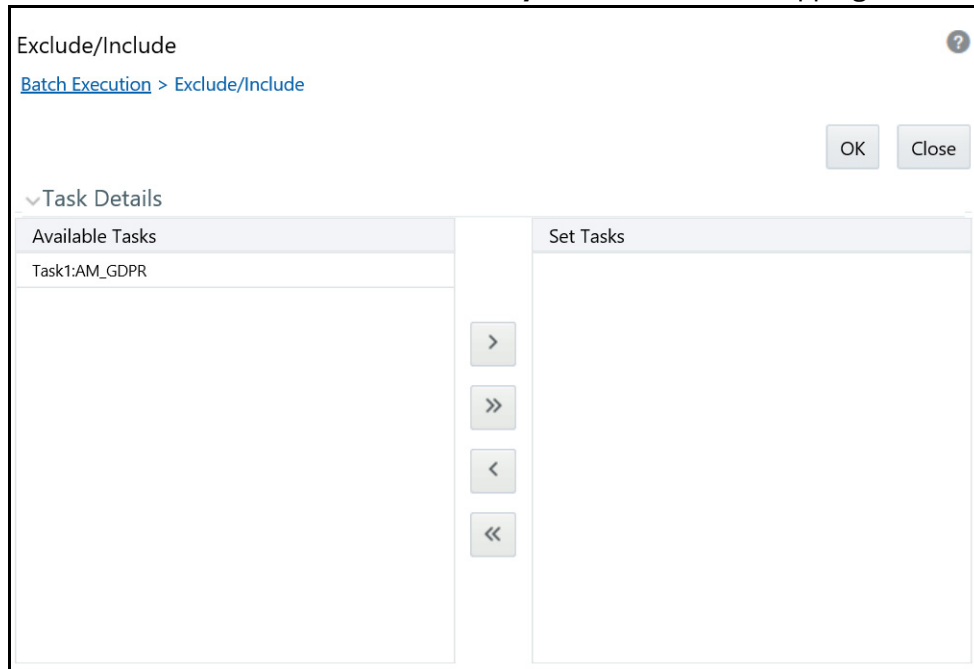 Exclude/Include
Batch Execution > Exclude/Include
OK Close
Task Details
Available Tasks Set Tasks
Task1:AM_GDPR